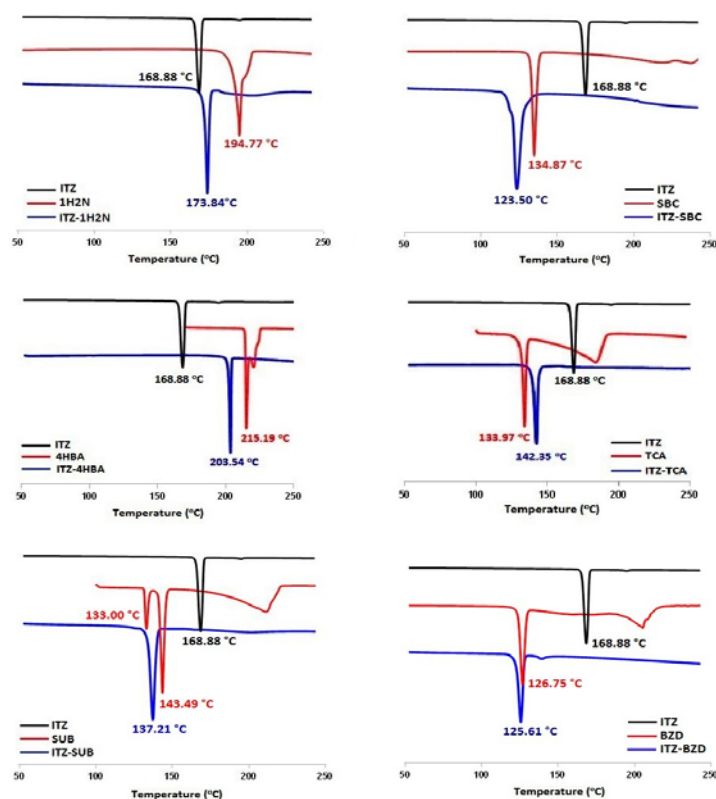 168.88 °C
194.77 °C
173.84°C
ITZ
1H2N
ITZ-1H2N
50 100 150 200 250
Temperature (°C)
168.88 °C
134.87 °C
123.50 °C
ITZ
SBC
ITZ-SBC
50 100 150 200 250
Temperature (°C)
168.88 °C
215.19 °C
203.54 °C
ITZ
4HBA
ITZ-4HBA
50 100 150 200 250
Temperature (°C)
168.88 °C
133.97 °C
142.35 °C
ITZ
TCA
ITZ-TCA
50 100 150 200 250
Temperature (°C)
133.00 °C
168.88 °C
143.49 °C
137.21 °C
ITZ
SUB
ITZ-SUB
50 100 150 200 250
Temperature (°C)
168.88 °C
126.75 °C
125.61 °C
ITZ
BZD
ITZ-BZD
50 100 150 200 250
Temperature (°C)